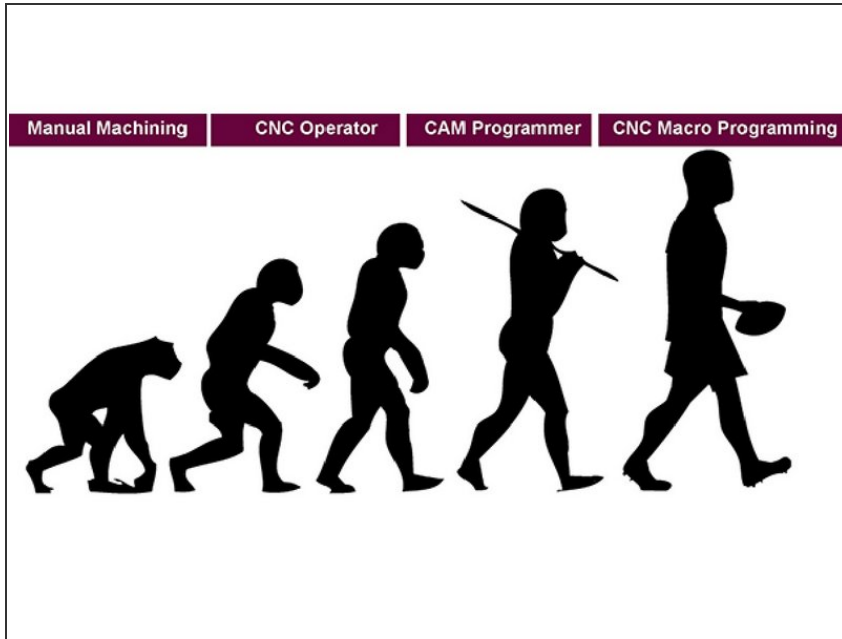 Manual Machining
CNC Operator
CAM Programmer
CNC Macro Programming